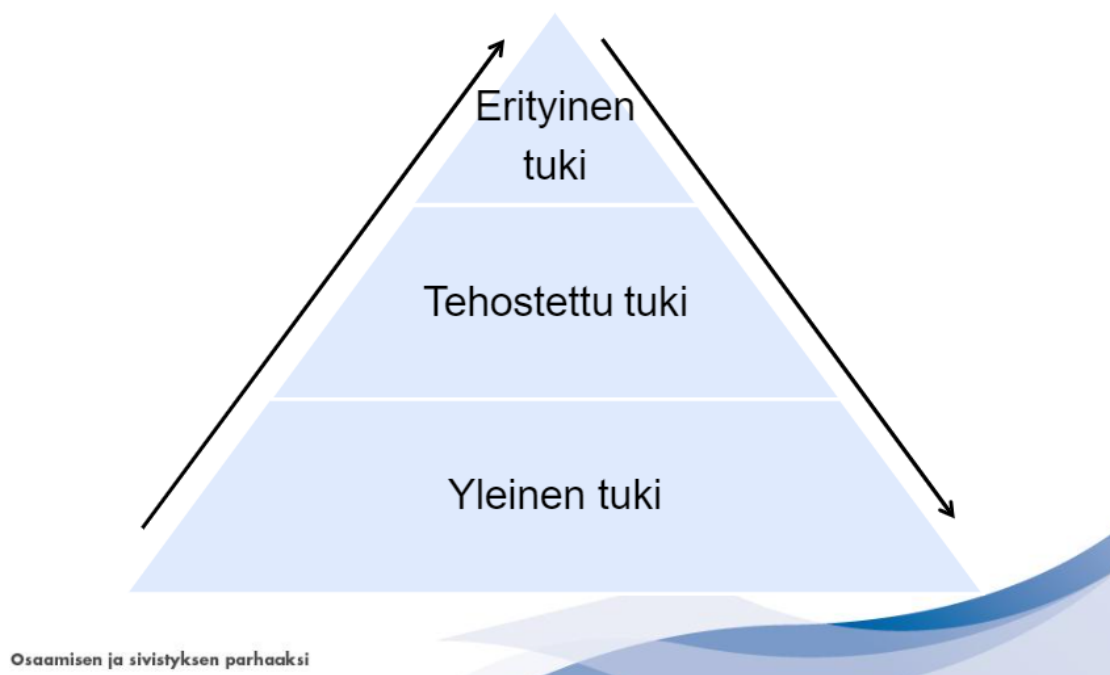 Erityinen
tuki
Tehostettu tuki
Yleinen tuki
Osaamisen ja sivistyksen parhaaksi